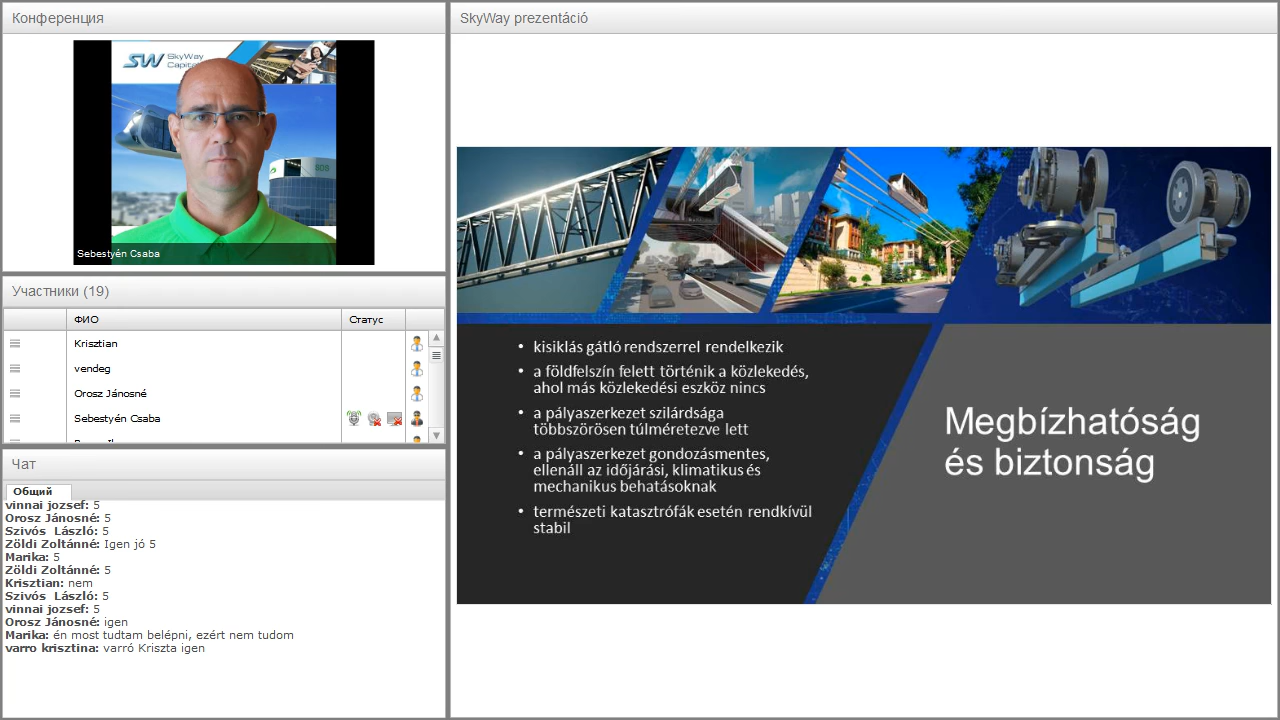 Конференция
SW SkyWay
Capital
Sebestyén Csaba
Участники (19)
ФИО
Статус
Krisztian
vendeg
Orosz Jánosné
Sebestyén Csaba
Чат
Общий
vinnai jozsef: 5
Orosz Jánosné: 5
Szivós László: 5
Zöldi Zoltánné: Igen jó 5
Marika: 5
Zöldi Zoltánné: 5
Krisztian: nem
Szivós László: 5
vinnai jozsef: 5
Orosz Jánosné: igen
Marika: én most tudtam belépni, ezért nem tudom
varro krisztina: varró Kriszta igen
SkyWay prezentáció
• kisiklás gátló rendszerrel rendelkezik
• a földfelszín felett történik a közlekedés,
ahol más közlekedési eszköz nincs
• a pályaszerkezet szilárdsága
többszörösen túlméretezve lett
• a pályaszerkezet gondozásmentes,
ellenáll az időjárási, klimatikus és
mechanikus behatásoknak
• természeti katasztrófák esetén rendkívül
stabil
Megbízhatóság
és biztonság